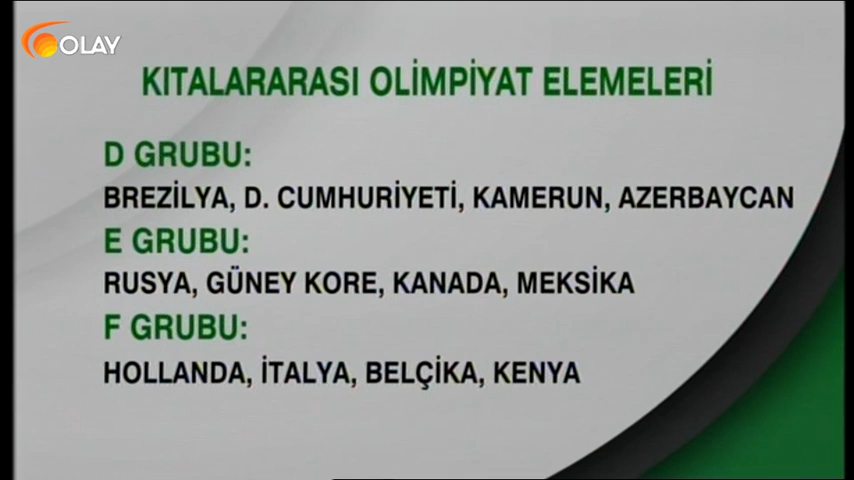 OLAY
KITALARARASI OLİMPİYAT ELEMELERİ
D GRUBU:
BREZİLYA, D. CUMHURİYETİ, KAMERUN, AZERBAYCAN
E GRUBU:
RUSYA, GÜNEY KORE, KANADA, MEKSİKA
F GRUBU:
HOLLANDA, İTALYA, BELÇİKA, KENYA